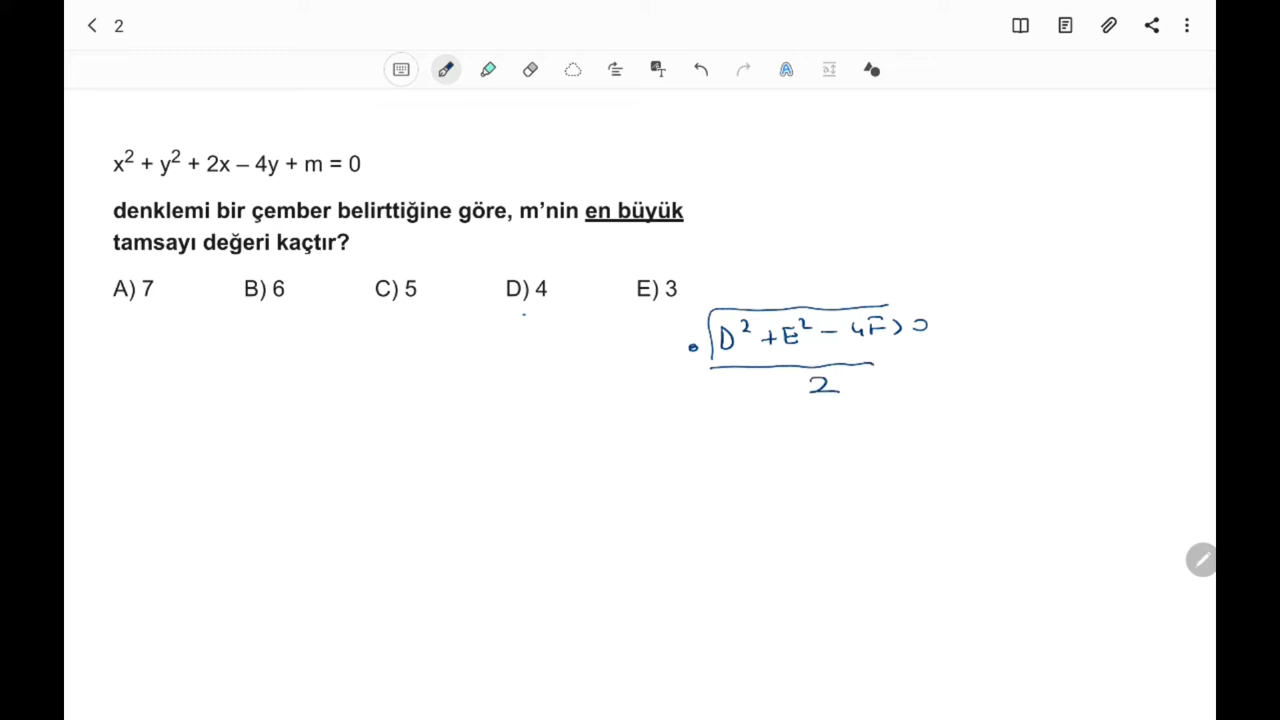 2
x² + y² + 2x – 4y + m = 0
denklemi bir çember belirttiğine göre, m’nin en büyük
tamsayı değeri kaçtır?
A) 7 B) 6 C) 5 D) 4 E) 3
√(D² + E² – 4F) > 0
2